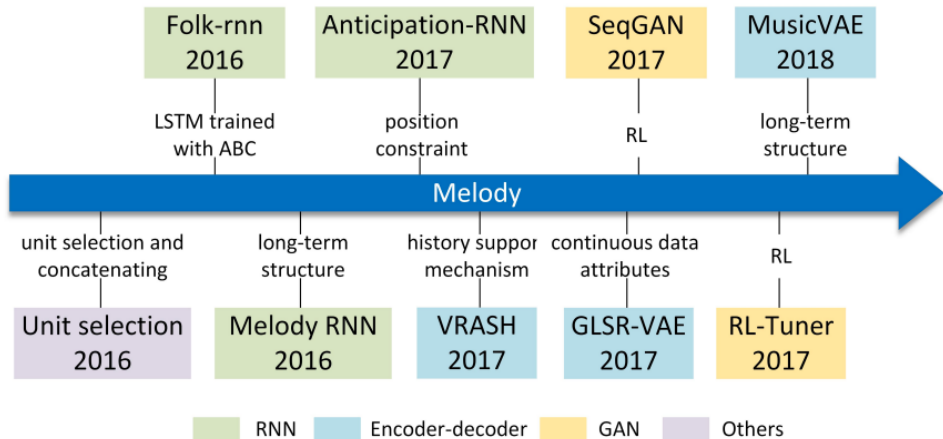 Folk-rnn
2016
Anticipation-RNN
2017
SeqGAN
2017
MusicVAE
2018
LSTM trained
with ABC
position
constraint
RL
long-term
structure
Melody
unit selection and
concatenating
long-term
structure
history suppor
mechanism
continuous data
attributes
RL
Unit selection
2016
Melody RNN
2016
VRASH
2017
GLSR-VAE
2017
RL-Tuner
2017
RNN
Encoder-decoder
GAN
Others